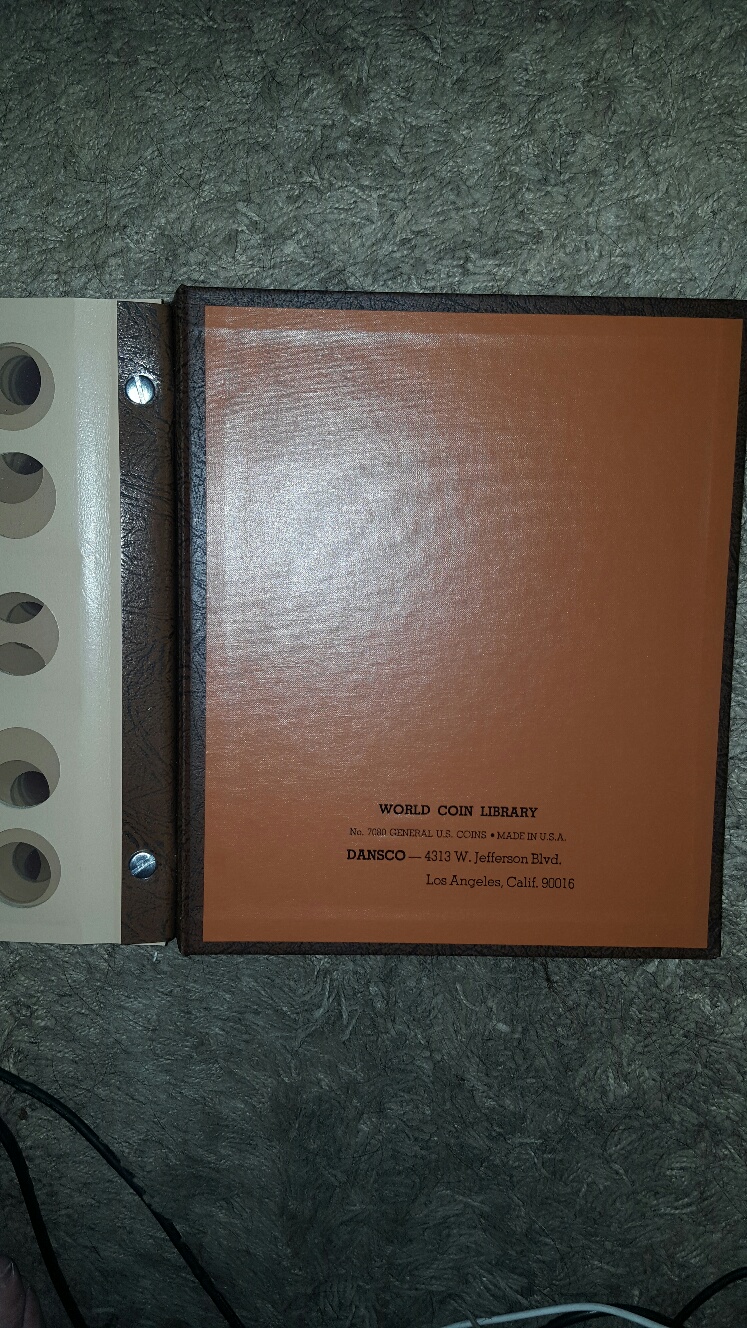 WORLD COIN LIBRARY
No. 7080 GENERAL U.S. COINS • MADE IN U.S.A.
DANSCO — 4313 W. Jefferson Blvd.
Los Angeles, Calif. 90016